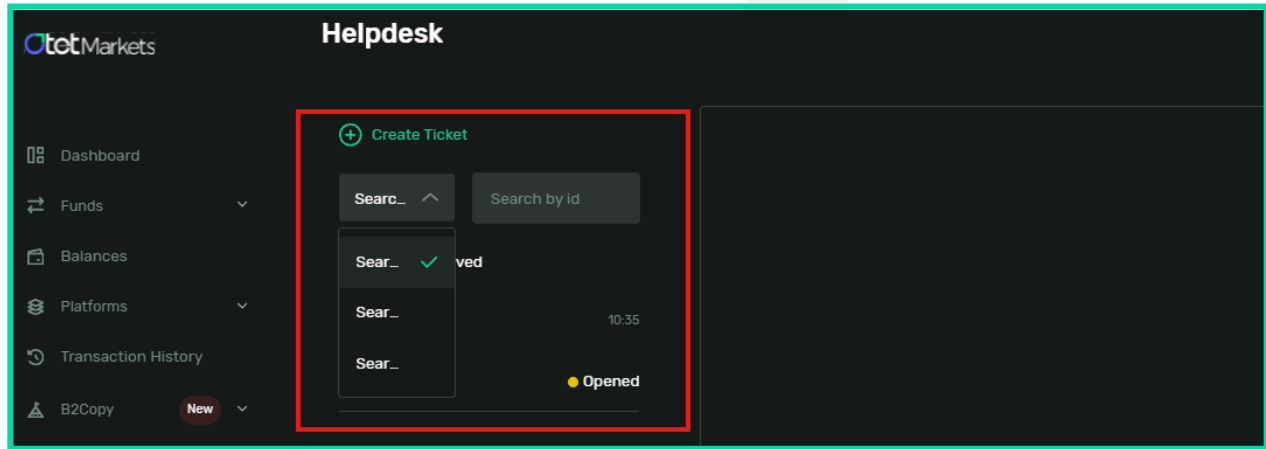 OtetMarkets
Helpdesk
Dashboard
Funds
Balances
Platforms
Transaction History
B2Copy New
Create Ticket
Searc... Search by id
Sear... ved
Sear... 10:35
Sear...
Opened